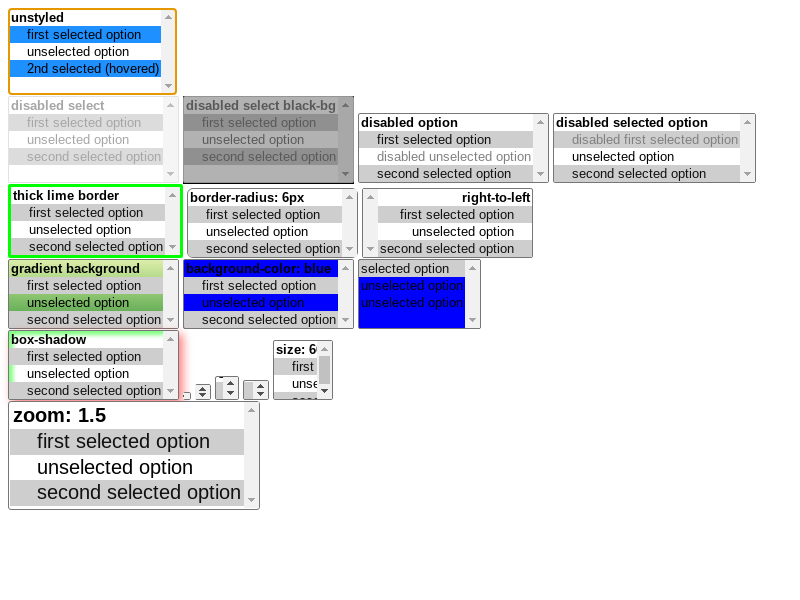 unstyled
first selected option
unselected option
2nd selected (hovered)
disabled select
first selected option
unselected option
second selected option
disabled select black-bg
first selected option
unselected option
second selected option
disabled option
first selected option
disabled unselected option
second selected option
disabled selected option
disabled first selected option
unselected option
second selected option
thick lime border
first selected option
unselected option
second selected option
border-radius: 6px
first selected option
unselected option
second selected option
right-to-left
first selected option
unselected option
second selected option
gradient background
first selected option
unselected option
second selected option
background-color: blue
first selected option
unselected option
second selected option
selected option
unselected option
unselected option
box-shadow
first selected option
unselected option
second selected option
size: 6
first
unse
zoom: 1.5
first selected option
unselected option
second selected option